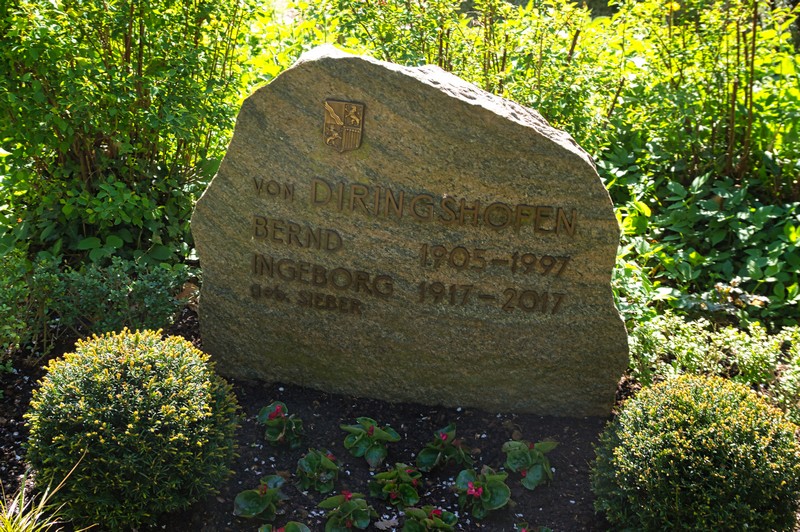 VON DIRINGSHOFEN
BERND 1905-1997
INGEBORG 1917-2017
Geb. SIEBER